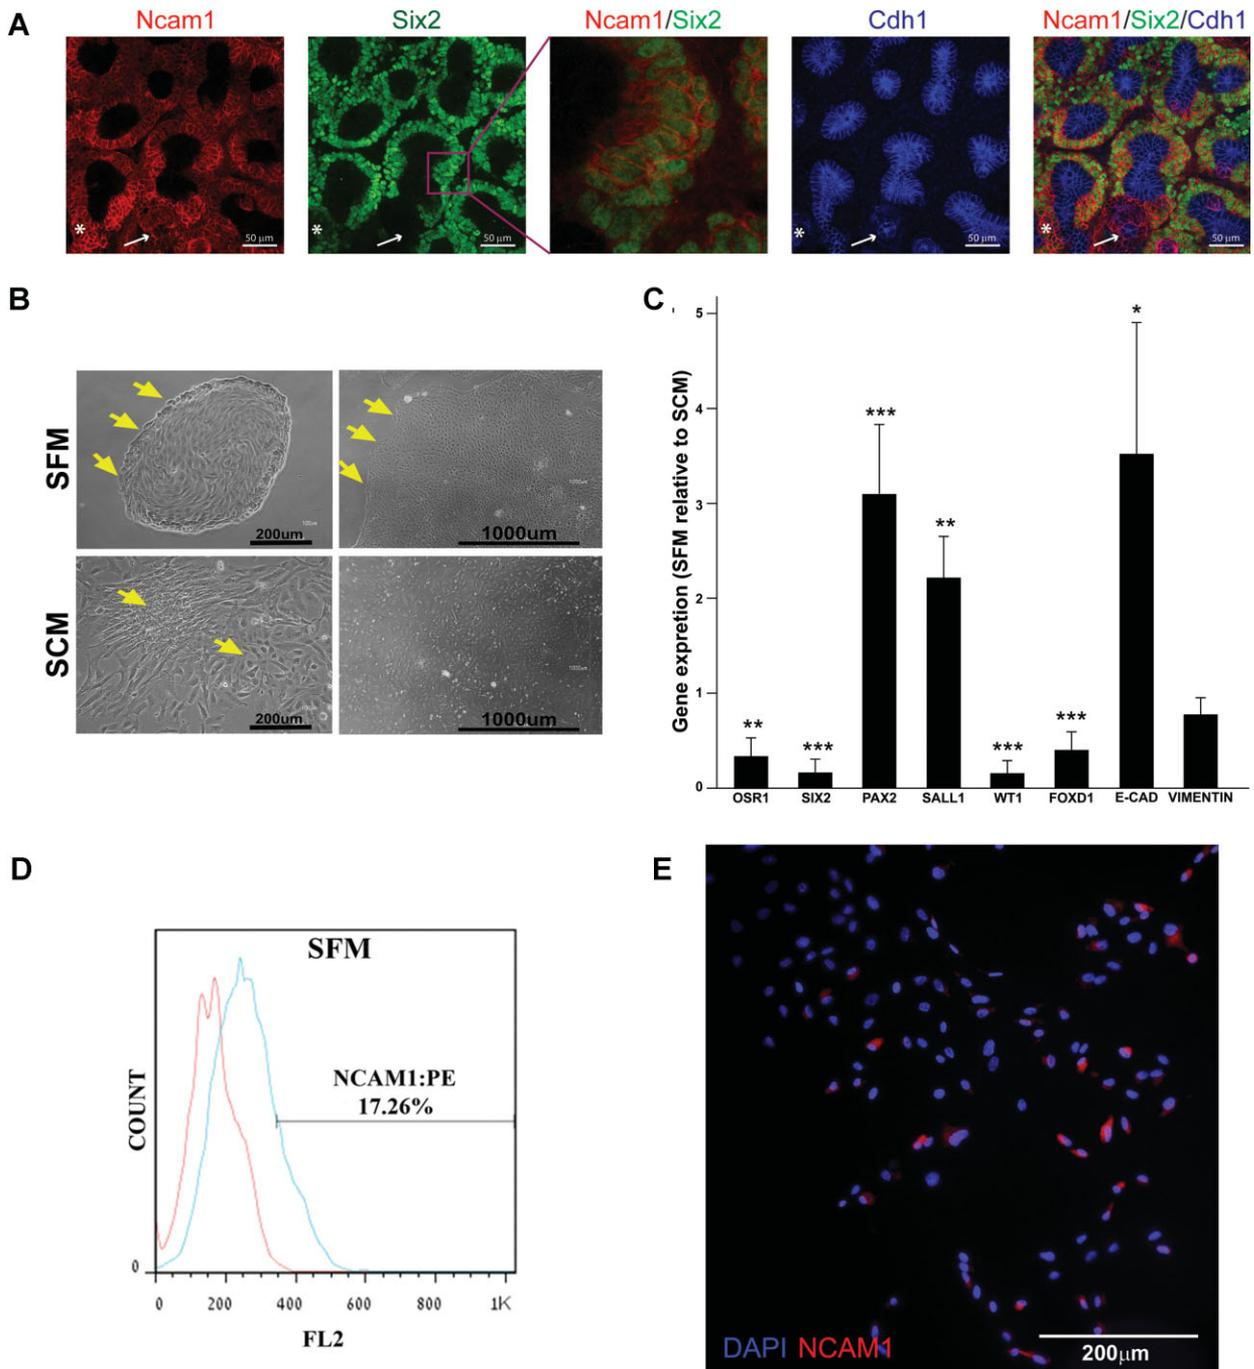 A
Ncam1
Six2
Ncam1/Six2
Cdh1
Ncam1/Six2/Cdh1
*
50 µm
*
50 µm
*
50 µm
*
50 µm
B
SFM
200um
1000um
SCM
200um
1000um
C
Gene expretion (SFM relative to SCM)
5
4
3
2
1
0
**
***
***
**
***
***
*
OSR1 SIX2 PAX2 SALL1 WT1 FOXD1 E-CAD VIMENTIN
D
SFM
NCAM1:PE
17.26%
COUNT
0
0 200 400 600 800 1K
FL2
E
DAPI NCAM1
200µm